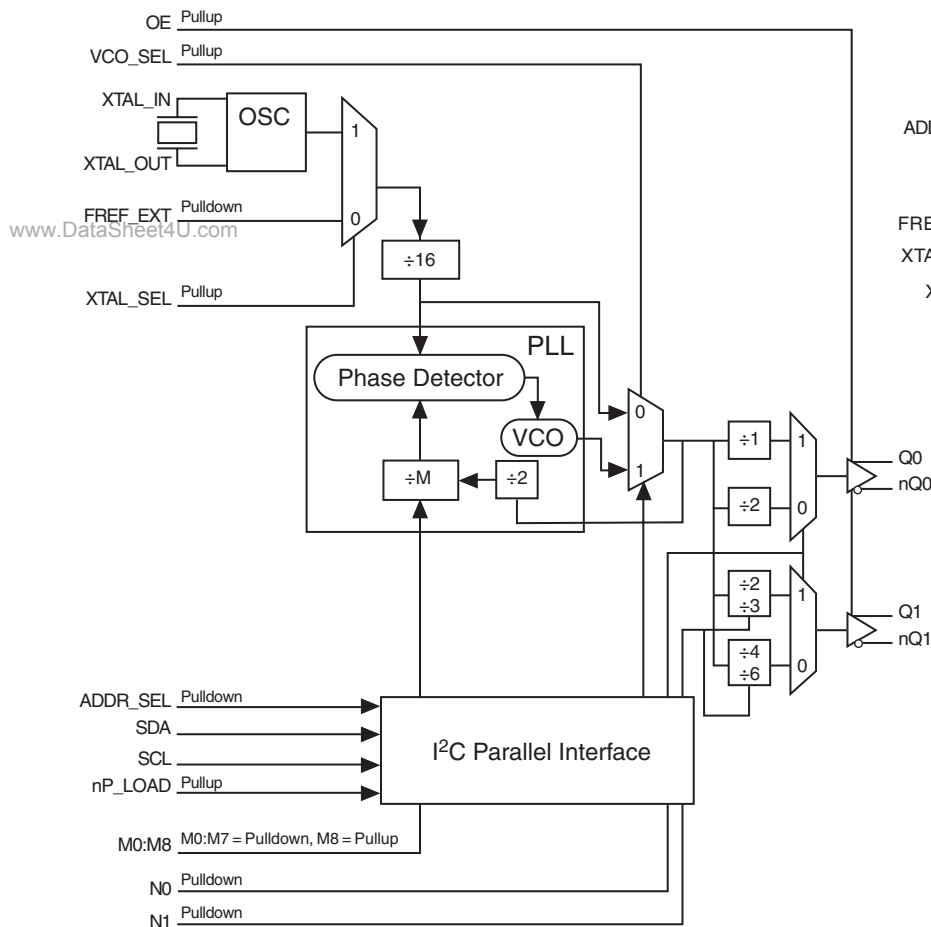 OE Pullup
VCO_SEL Pullup
XTAL_IN
OSC
1
XTAL_OUT
FREF_EXT Pulldown
0
www.DataSheet4U.com
÷16
XTAL_SEL Pullup
PLL
Phase Detector
VCO
÷M
÷2
0
1
÷1
÷2
1
0
Q0
nQ0
÷2
÷3
÷4
÷6
1
0
Q1
nQ1
ADDR_SEL Pulldown
SDA
SCL
nP_LOAD Pullup
I²C Parallel Interface
M0:M8 M0:M7 = Pulldown, M8 = Pullup
N0 Pulldown
N1 Pulldown